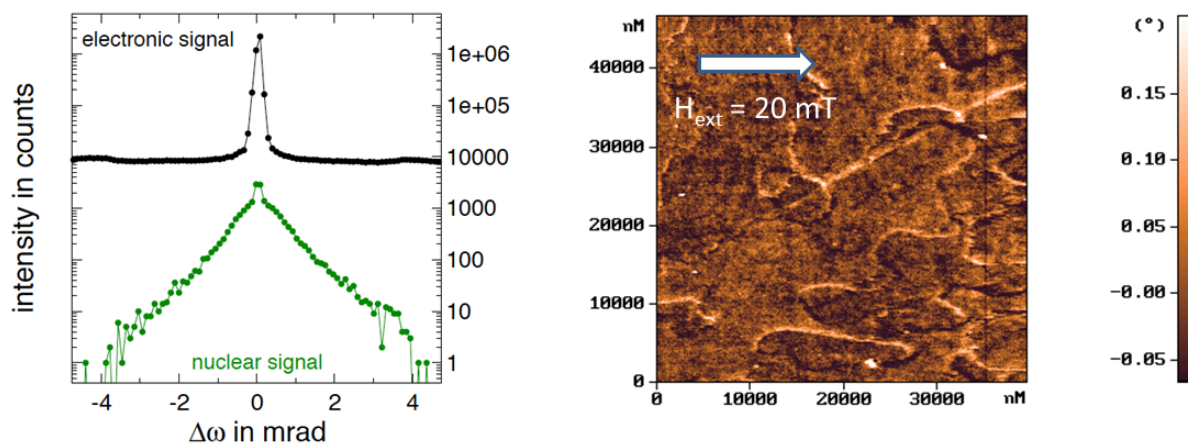 electronic signal
1e+06
1e+05
10000
1000
100
10
1
intensity in counts
nuclear signal
-4
-2
0
2
4
Δω in mrad
nM
40000
30000
20000
10000
0
H_ext = 20 mT
0
10000
20000
30000
nM
(°)
0.15
0.10
0.05
-0.00
-0.05